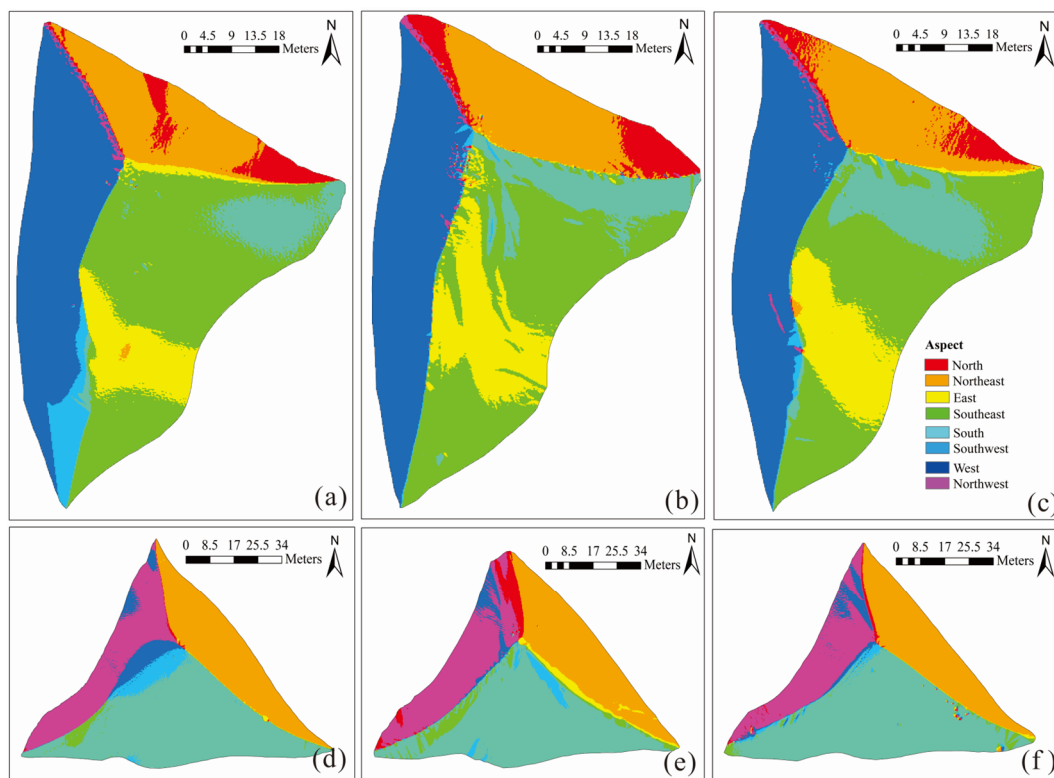 N
0 4.5 9 13.5 18
Meters
(a)
N
0 4.5 9 13.5 18
Meters
(b)
N
0 4.5 9 13.5 18
Meters
Aspect
North
Northeast
East
Southeast
South
Southwest
West
Northwest
(c)
N
0 8.5 17 25.5 34
Meters
(d)
N
0 8.5 17 25.5 34
Meters
(e)
N
0 8.5 17 25.5 34
Meters
(f)